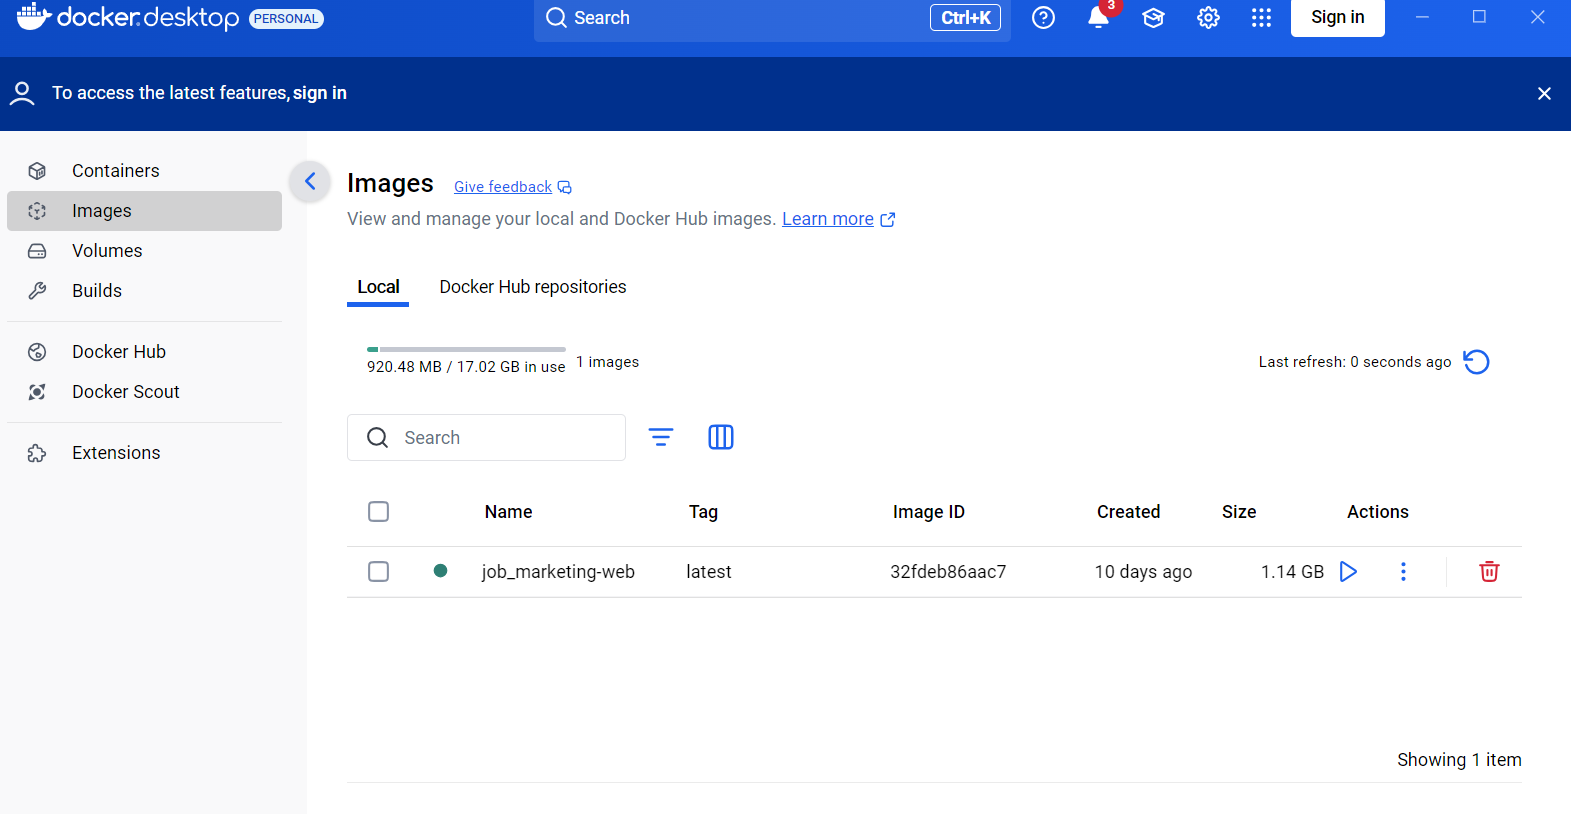 docker.desktop PERSONAL
Search Ctrl+K
3
Sign in
To access the latest features, sign in
Containers
Images
Volumes
Builds
Docker Hub
Docker Scout
Extensions
Images Give feedback
View and manage your local and Docker Hub images. Learn more
Local Docker Hub repositories
920.48 MB / 17.02 GB in use 1 images
Last refresh: 0 seconds ago
Search
Name Tag Image ID Created Size Actions
job_marketing-web latest 32fdeb86aac7 10 days ago 1.14 GB
Showing 1 item